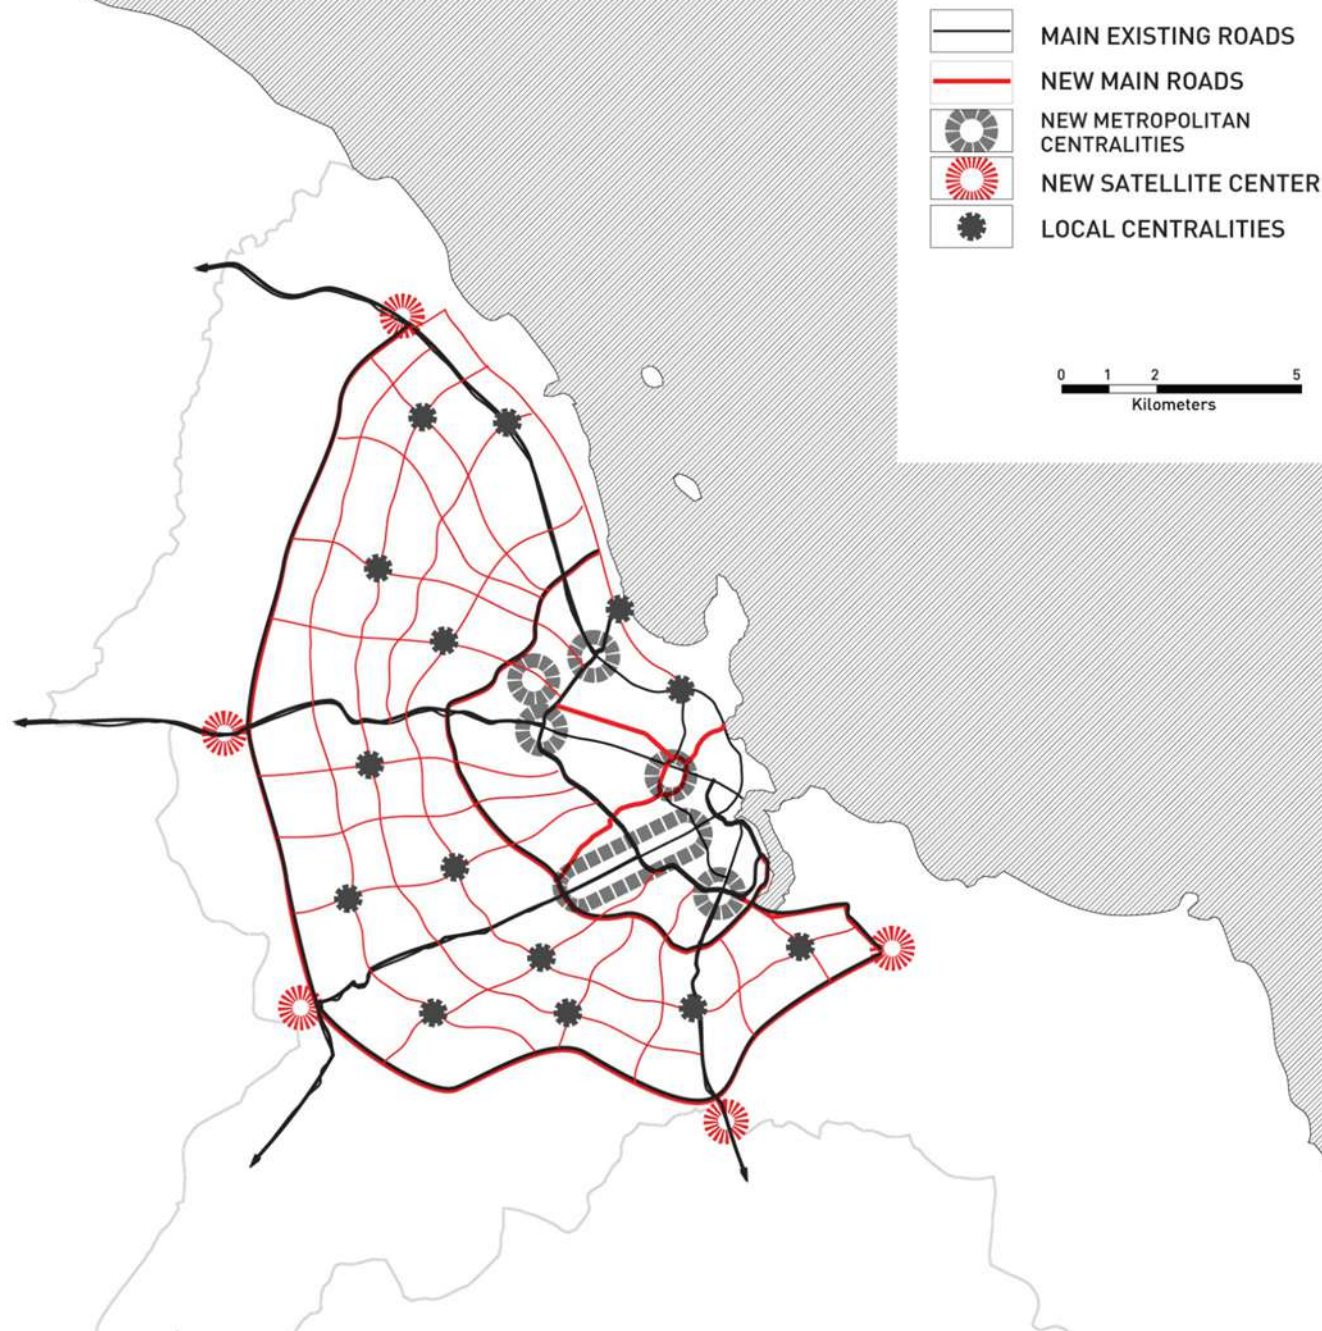 MAIN EXISTING ROADS
NEW MAIN ROADS
NEW METROPOLITAN
CENTRALITIES
NEW SATELLITE CENTER
LOCAL CENTRALITIES
0 1 2 5
Kilometers